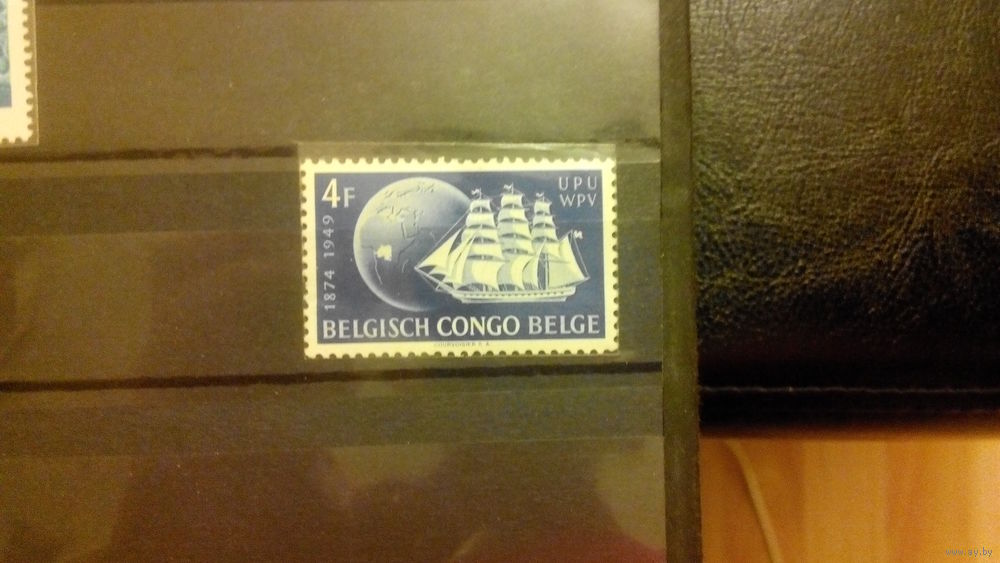 4F
UPU
WPV
1874 1949
BELGISCH CONGO BELGE
COURVOISIER S.A.
www.ay.by